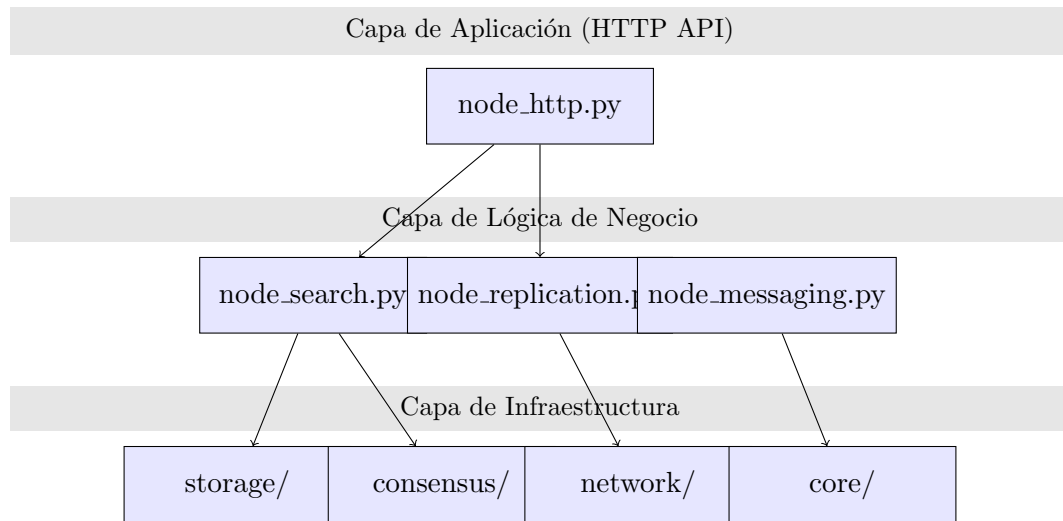 Capa de Aplicación (HTTP API)
node_http.py
Capa de Lógica de Negocio
node_search.py node_replication.p node_messaging.py
Capa de Infraestructura
storage/ consensus/ network/ core/